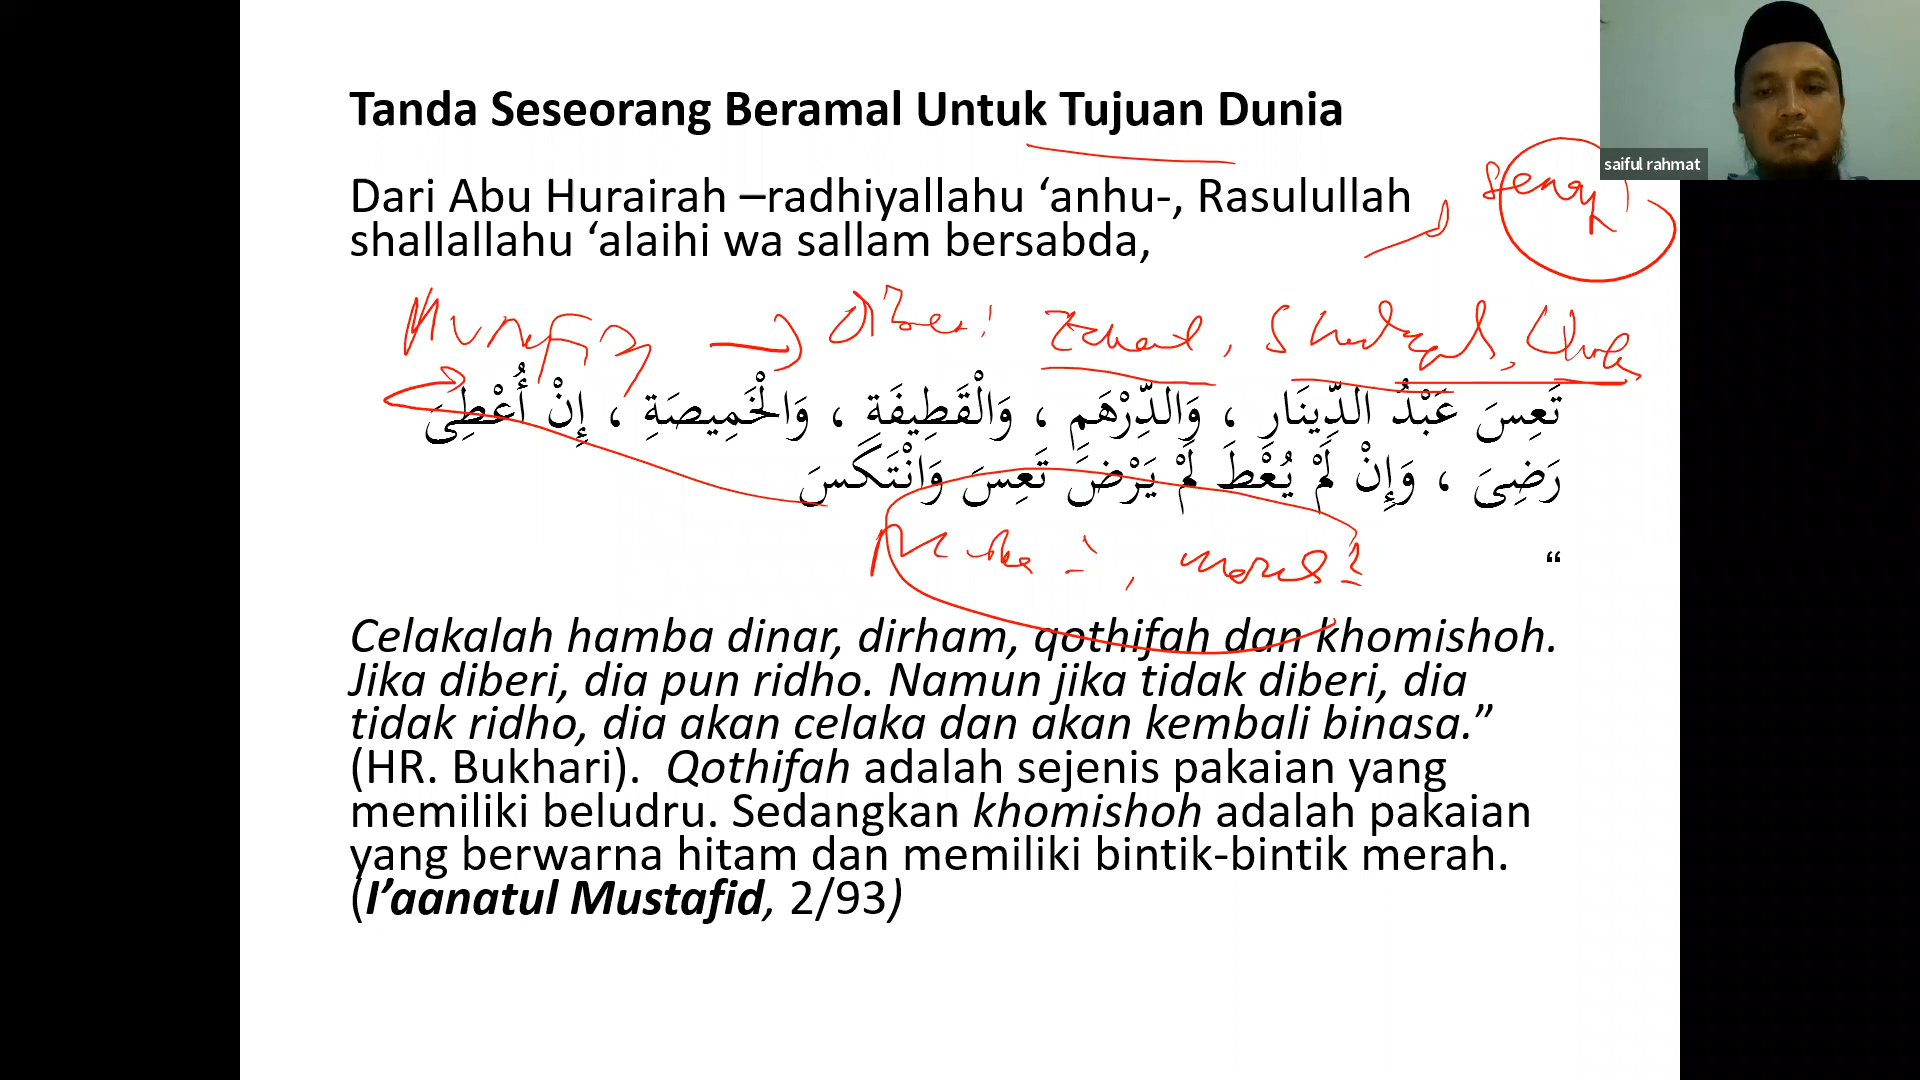 Tanda Seseorang Beramal Untuk Tujuan Dunia
saiful rahmat
Dari Abu Hurairah –radhiyallahu ‘anhu-, Rasulullah
shallallahu ‘alaihi wa sallam bersabda,
Munafiq → diberi zakat, Shadaqah,
تَعِسَ عَبْدُ الدِّينَارِ ، وَالدِّرْهَمِ ، وَالْقَطِيفَةِ ، وَالْخَمِيصَةِ ، إِنْ أُعْطِىَ
رَضِىَ ، وَإِنْ لَمْ يُعْطَ لَمْ يَرْضَ تَعِسَ وَانْتَكَسَ
“
Celakalah hamba dinar, dirham, qothifah dan khomishoh.
Jika diberi, dia pun ridho. Namun jika tidak diberi, dia
tidak ridho, dia akan celaka dan akan kembali binasa.”
(HR. Bukhari). Qothifah adalah sejenis pakaian yang
memiliki beludru. Sedangkan khomishoh adalah pakaian
yang berwarna hitam dan memiliki bintik-bintik merah.
(I’aanatul Mustafid, 2/93)